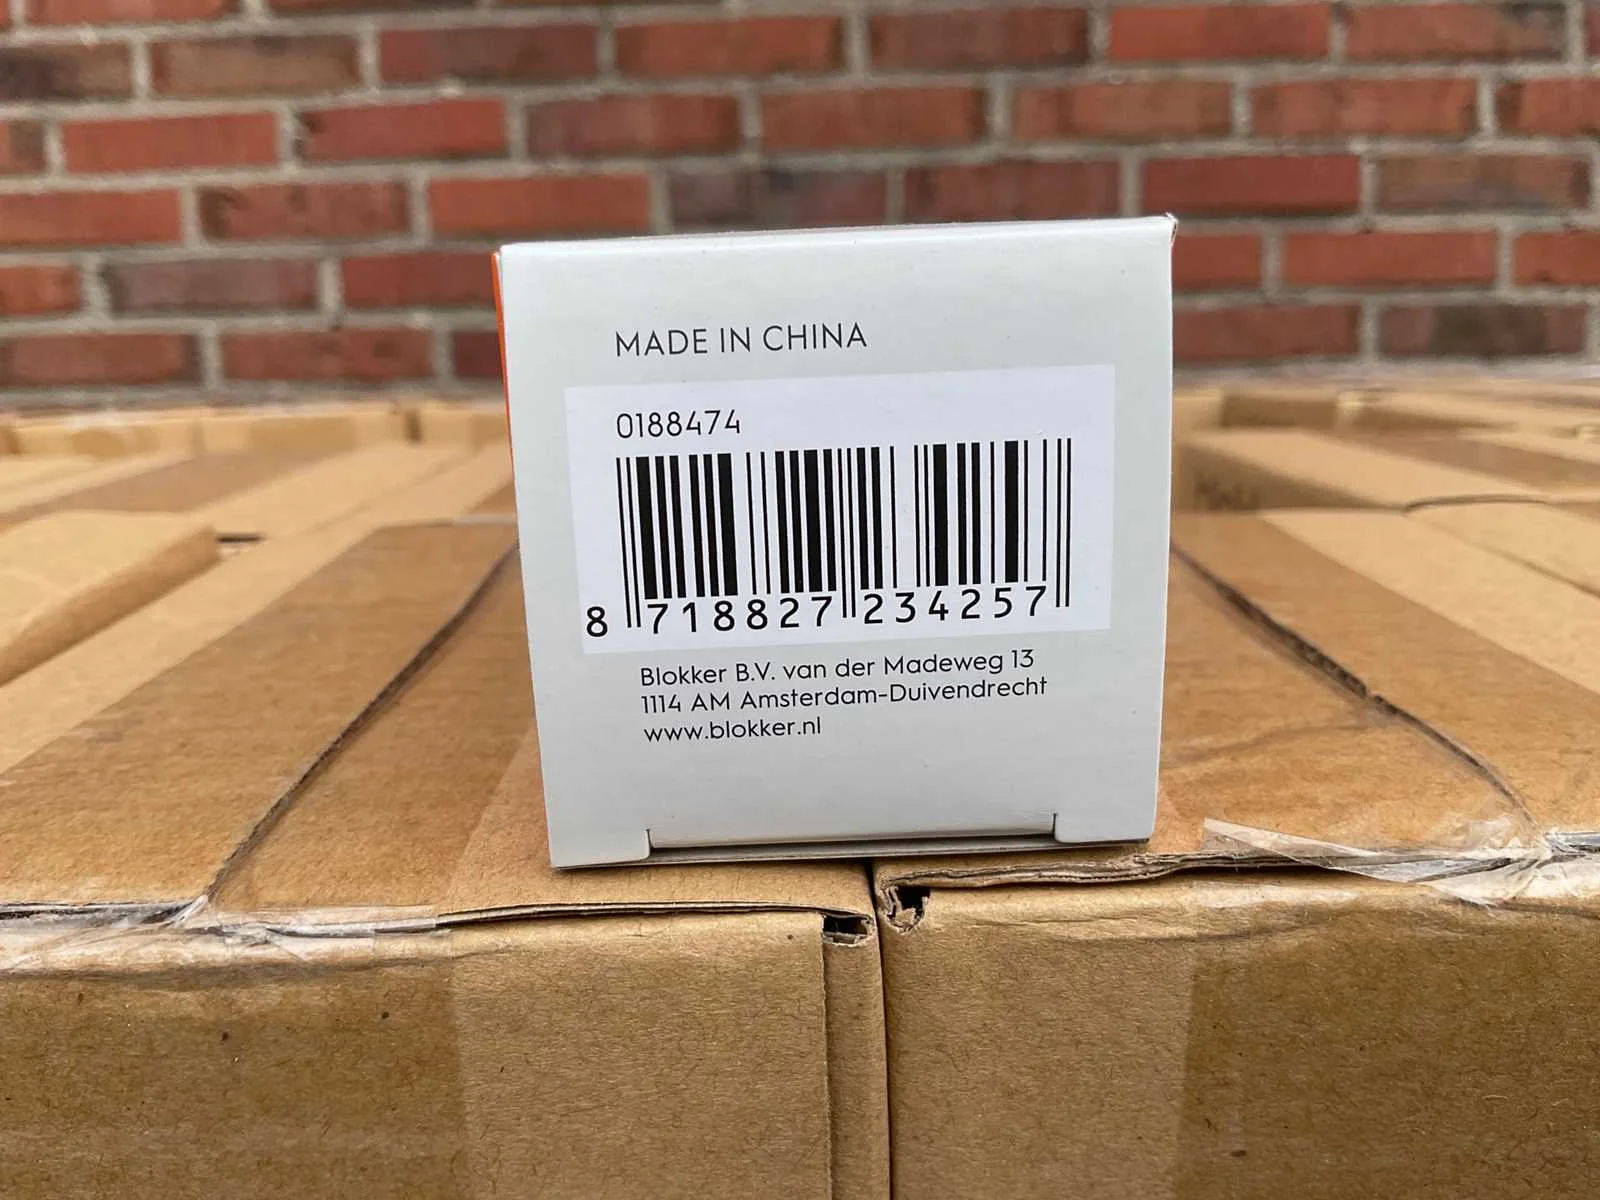 MADE IN CHINA
0188474
8 718827 234257
Blokker B.V. van der Madeweg 13
1114 AM Amsterdam-Duivendrecht
www.blokker.nl